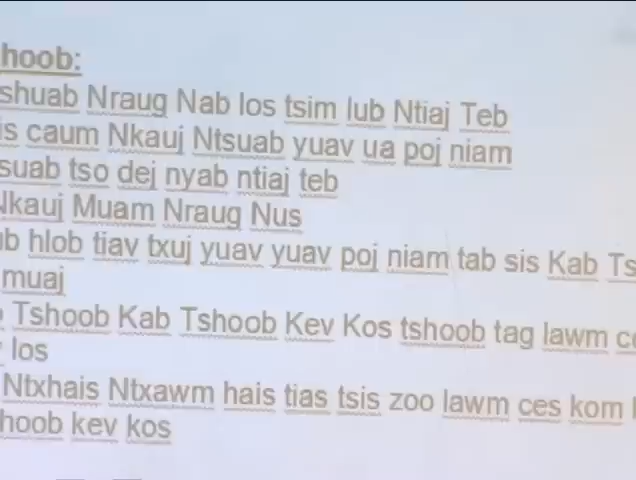 hoob:
shuab Nraug Nab los tsim lub Ntiaj Teb
is caum Nkauj Ntsuab yuav ua poj niam
suab tso dej nyab ntiaj teb
Nkauj Muam Nraug Nus
ub hlob tiav txuj yuav yuav poj niam tab sis Kab Ts
muaj
Tshoob Kab Tshoob Kev Kos tshoob tag lawm ce
los
Ntxhais Ntxawm hais tias tsis zoo lawm ces kom
hoob kev kos